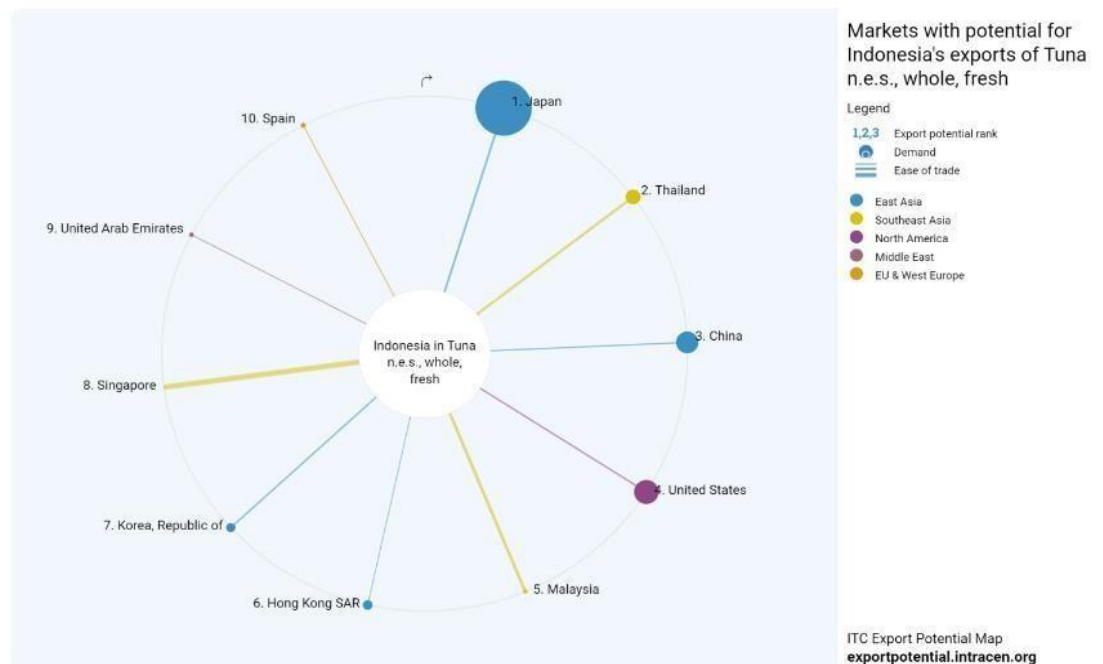 Markets with potential for
Indonesia's exports of Tuna
n.e.s., whole, fresh
Legend
1,2,3 Export potential rank
Demand
Ease of trade
East Asia
Southeast Asia
North America
Middle East
EU & West Europe
1. Japan
10. Spain
2. Thailand
9. United Arab Emirates
3. China
Indonesia in Tuna
n.e.s., whole,
fresh
8. Singapore
4. United States
7. Korea, Republic of
5. Malaysia
6. Hong Kong SAR
ITC Export Potential Map
exportpotential.intracen.org